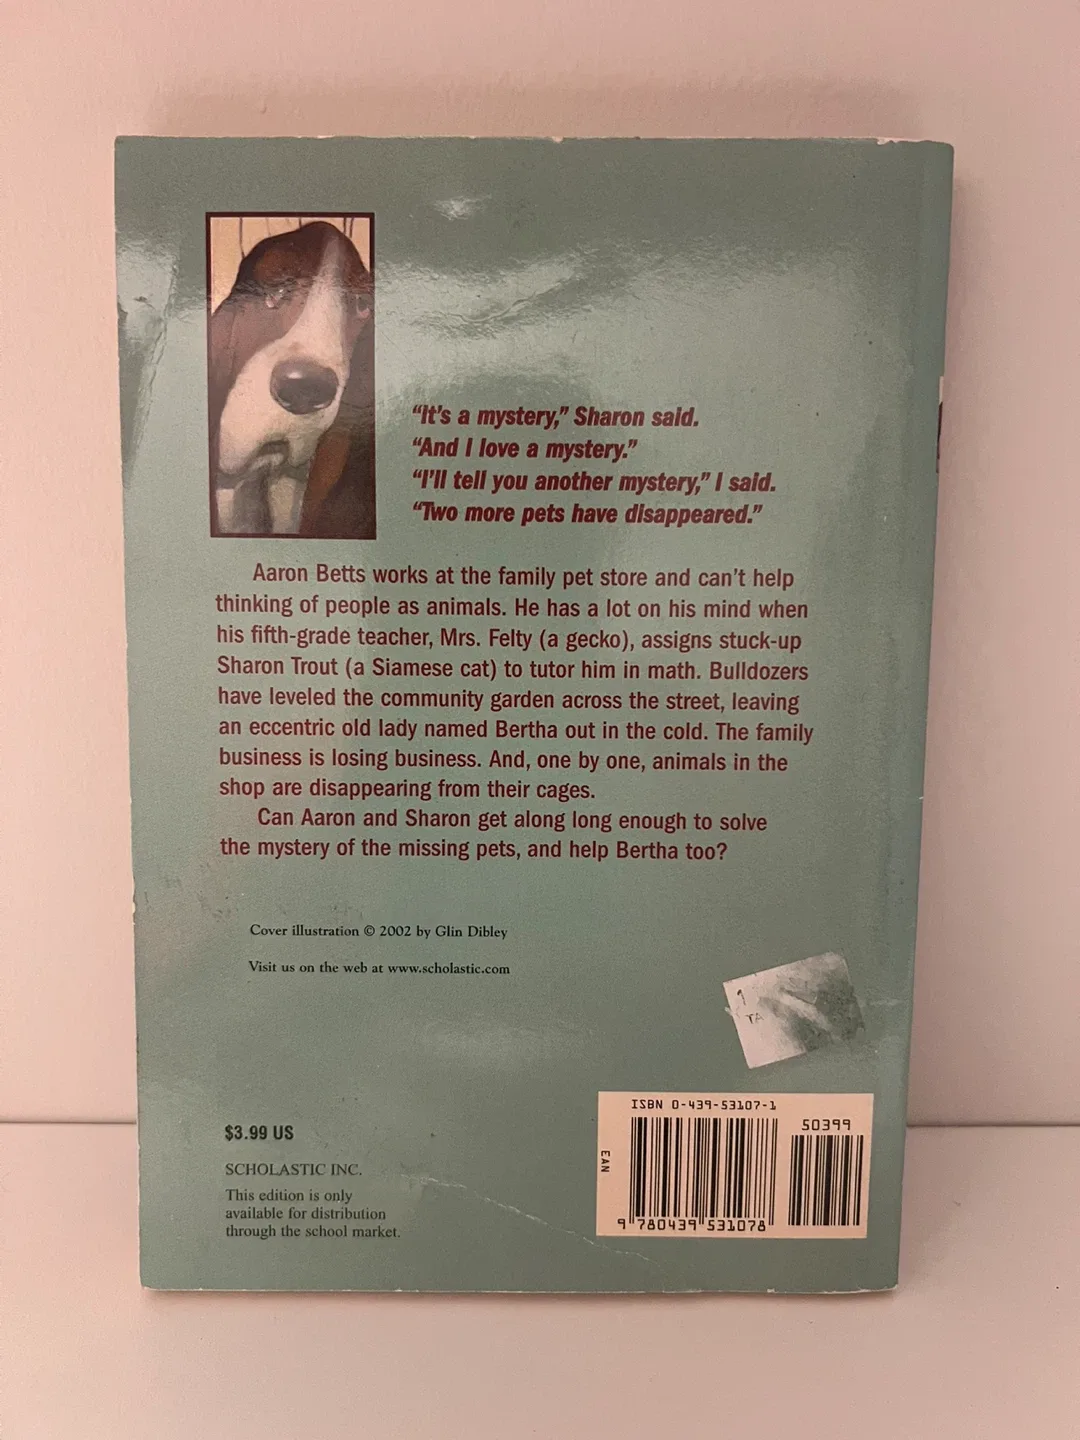 "It's a mystery," Sharon said.
"And I love a mystery."
"I'll tell you another mystery," I said.
"Two more pets have disappeared."
Aaron Betts works at the family pet store and can't help
thinking of people as animals. He has a lot on his mind when
his fifth-grade teacher, Mrs. Felty (a gecko), assigns stuck-up
Sharon Trout (a Siamese cat) to tutor him in math. Bulldozers
have leveled the community garden across the street, leaving
an eccentric old lady named Bertha out in the cold. The family
business is losing business. And, one by one, animals in the
shop are disappearing from their cages.
Can Aaron and Sharon get along long enough to solve
the mystery of the missing pets, and help Bertha too?
Cover illustration © 2002 by Glin Dibley
Visit us on the web at www.scholastic.com
TA
$3.99 US
SCHOLASTIC INC.
This edition is only
available for distribution
through the school market.
ISBN 0-439-53107-1
50399
EAN
9 780439 531078